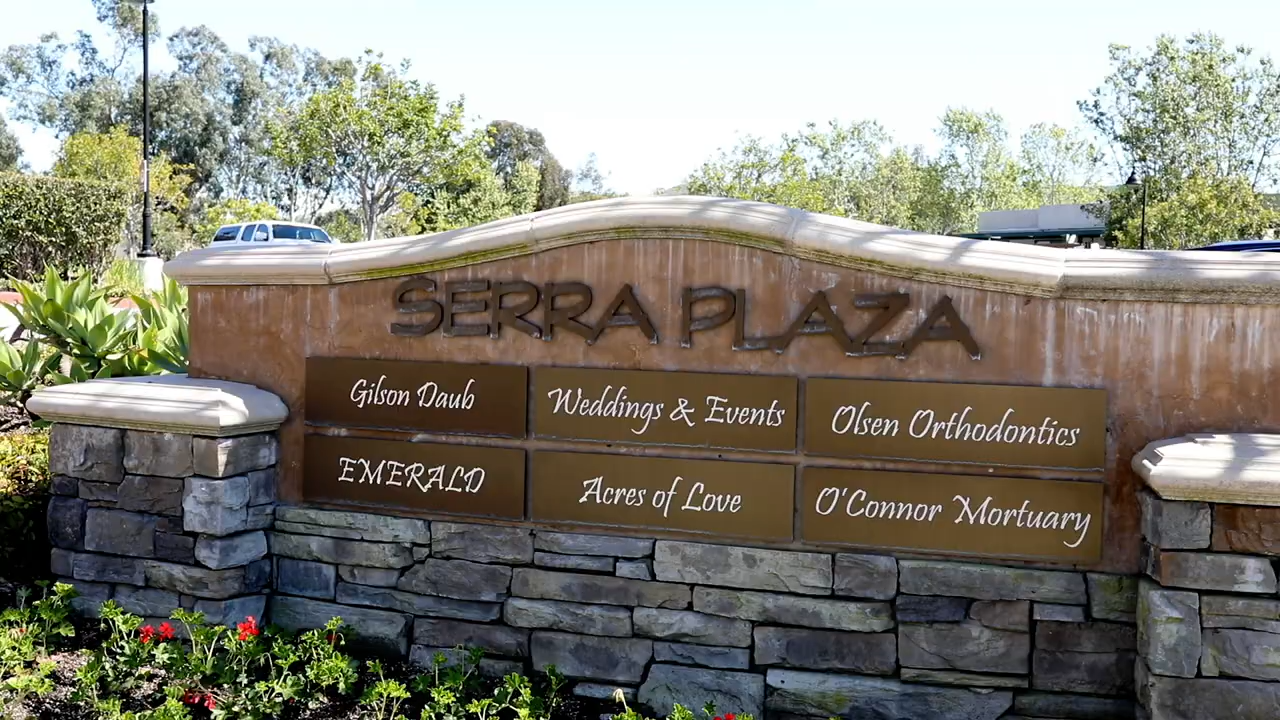 SERRA PLAZA
Gilson Daub
Weddings & Events
Olsen Orthodontics
EMERALD
Acres of Love
O'Connor Mortuary